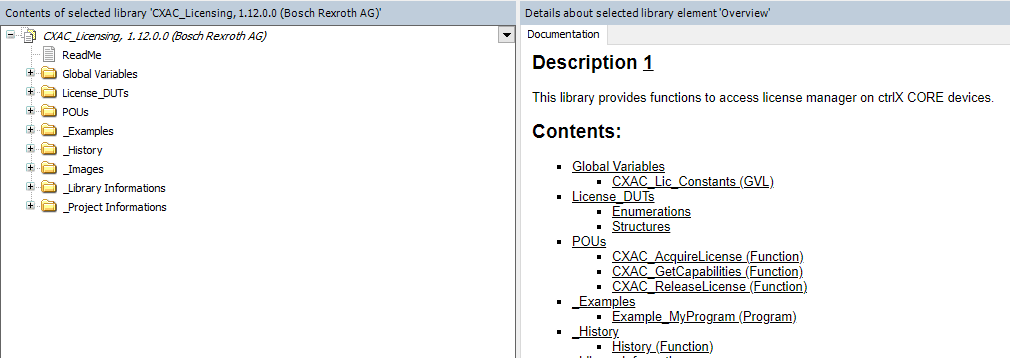 Contents of selected library 'CXAC_Licensing, 1.12.0.0 (Bosch Rexroth AG)'
CXAC_Licensing, 1.12.0.0 (Bosch Rexroth AG)
ReadMe
Global Variables
License_DUTs
POUs
_Examples
_History
_Images
_Library Informations
_Project Informations
Details about selected library element 'Overview'
Documentation
Description 1
This library provides functions to access license manager on ctrlX CORE devices.
Contents:
Global Variables
CXAC_Lic_Constants (GVL)
License_DUTs
Enumerations
Structures
POUs
CXAC_AcquireLicense (Function)
CXAC_GetCapabilities (Function)
CXAC_ReleaseLicense (Function)
_Examples
Example_MyProgram (Program)
_History
History (Function)